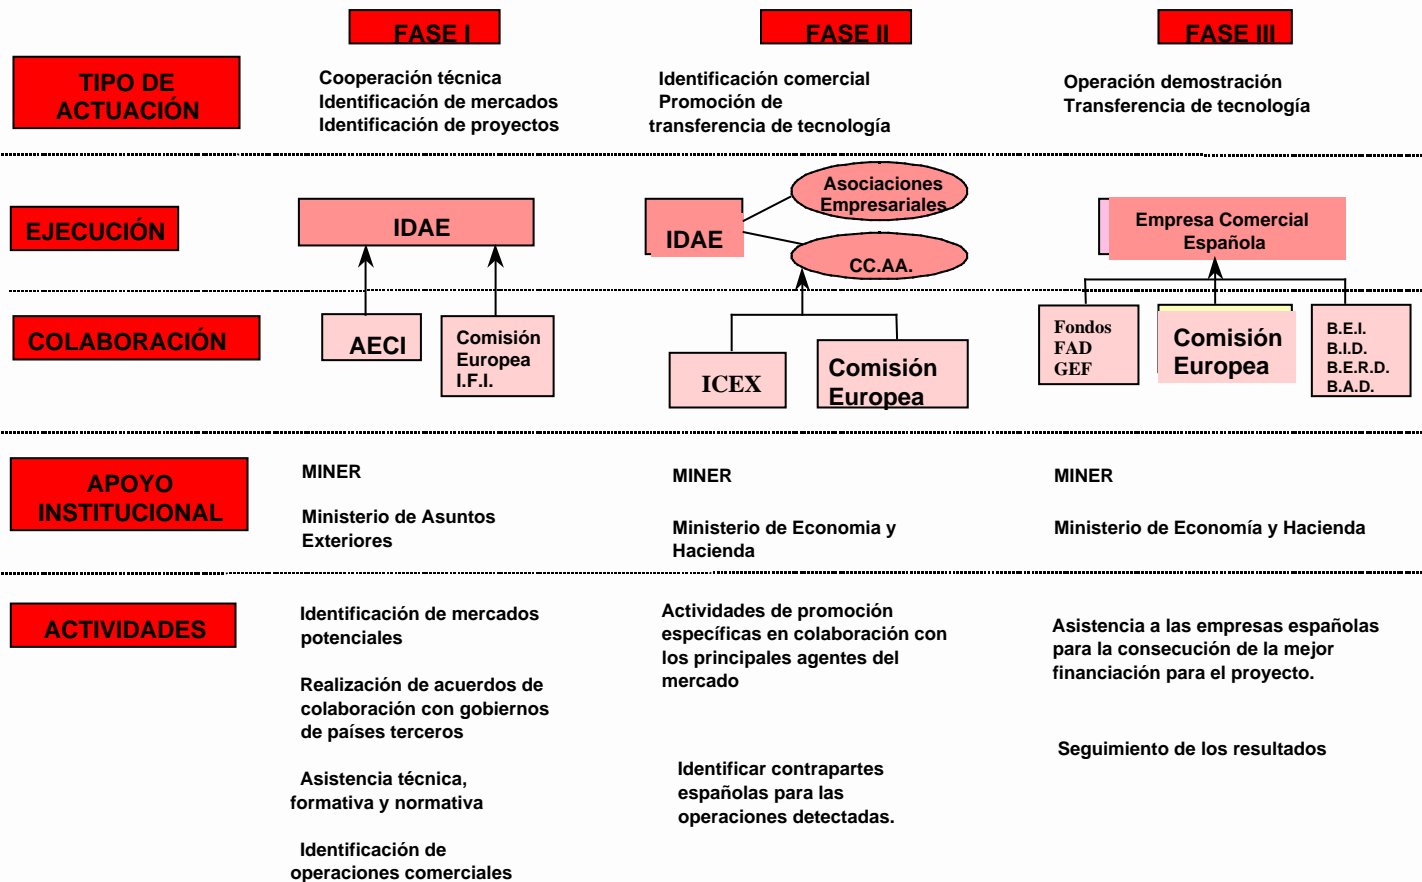 FASE I
FASE II
FASE III
TIPO DE
ACTUACIÓN
Cooperación técnica
Identificación de mercados
Identificación de proyectos
Identificación comercial
Promoción de
transferencia de tecnología
Operación demostración
Transferencia de tecnología
EJECUCIÓN
IDAE
IDAE
Asociaciones
Empresariales
CC.AA.
Empresa Comercial
Española
COLABORACIÓN
AECI
Comisión
Europea
I.F.I.
ICEX
Comisión
Europea
Fondos
FAD
GEF
Comisión
Europea
B.E.I.
B.I.D.
B.E.R.D.
B.A.D.
APOYO
INSTITUCIONAL
MINER
Ministerio de Asuntos
Exteriores
MINER
Ministerio de Economia y
Hacienda
MINER
Ministerio de Economía y Hacienda
ACTIVIDADES
Identificación de mercados
potenciales
Realización de acuerdos de
colaboración con gobiernos
de países terceros
Asistencia técnica,
formativa y normativa
Identificación de
operaciones comerciales
Actividades de promoción
específicas en colaboración con
los principales agentes del
mercado
Identificar contrapartes
españolas para las
operaciones detectadas.
Asistencia a las empresas españolas
para la consecución de la mejor
financiación para el proyecto.
Seguimiento de los resultados